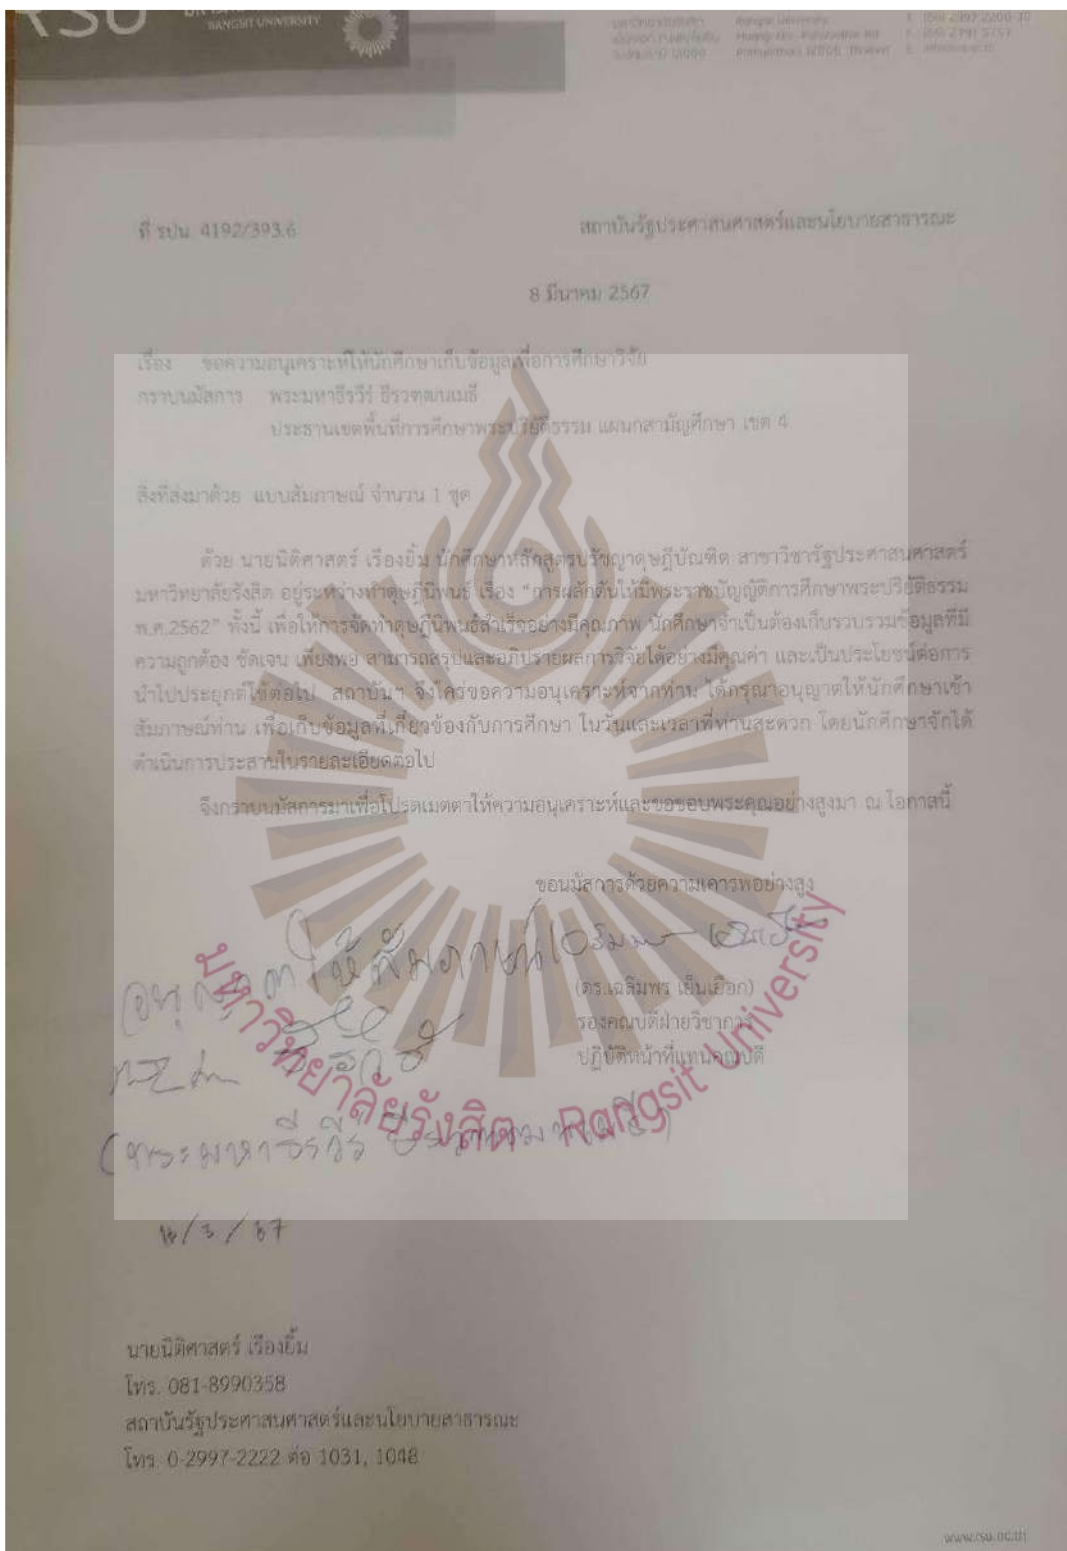 RSU
RANGSIT UNIVERSITY
Rangsit University
ที่ รปน. 4192/393.6
สถาบันรัฐประศาสนศาสตร์และนโยบายสาธารณะ
8 มีนาคม 2567
เรื่อง ขอความอนุเคราะห์ให้นักศึกษาเก็บข้อมูลเพื่อการศึกษาวิจัย
กราบนมัสการ พระมหาธีรวีร์
ประธานเขตพื้นที่การศึกษาพระปริยัติธรรม แผนกสามัญศึกษา เขต 4
สิ่งที่ส่งมาด้วย แบบสัมภาษณ์ จำนวน 1 ชุด
ด้วย นายนิติศาสตร์ เรืองยิ้ม นักศึกษาหลักสูตรปรัชญาดุษฎีบัณฑิต สาขาวิชารัฐประศาสนศาสตร์
มหาวิทยาลัยรังสิต อยู่ระหว่างทำดุษฎีนิพนธ์ เรื่อง “การผลักดันให้มีพระราชบัญญัติการศึกษาพระปริยัติธรรม
พ.ศ.2562” ทั้งนี้ เพื่อให้การจัดทำดุษฎีนิพนธ์สำเร็จอย่างมีคุณภาพ นักศึกษาจำเป็นต้องเก็บรวบรวมข้อมูลที่มี
ความถูกต้อง ชัดเจน เพียงพอ สามารถสรุปและอภิปรายผลการวิจัยได้อย่างมีคุณค่า และเป็นประโยชน์ต่อการ
นำไปประยุกต์ใช้ต่อไป สถาบันฯ จึงใคร่ขอความอนุเคราะห์จากท่าน ได้กรุณาอนุญาตให้นักศึกษาเข้า
สัมภาษณ์ท่าน เพื่อเก็บข้อมูลที่เกี่ยวข้องกับการศึกษา ในวันและเวลาที่ท่านสะดวก โดยนักศึกษาจักได้
ดำเนินการประสานในรายละเอียดต่อไป
จึงกราบนมัสการมาเพื่อโปรดเมตตาให้ความอนุเคราะห์และขอขอบพระคุณอย่างสูงมา ณ โอกาสนี้
ขอนมัสการด้วยความเคารพอย่างสูง
อนุญาตให้สัมภาษณ์
(ดร.เฉลิมพร เย็นเยือก)
รองคณบดีฝ่ายวิชาการ
ปฏิบัติหน้าที่แทนคณบดี
มหาวิทยาลัยรังสิต Rangsit University
(พระมหาธีรวีร์
/3/67
นายนิติศาสตร์ เรืองยิ้ม
โทร. 081-8990358
สถาบันรัฐประศาสนศาสตร์และนโยบายสาธารณะ
โทร. 0-2997-2222 ต่อ 1031, 1048
www.rsu.ac.th